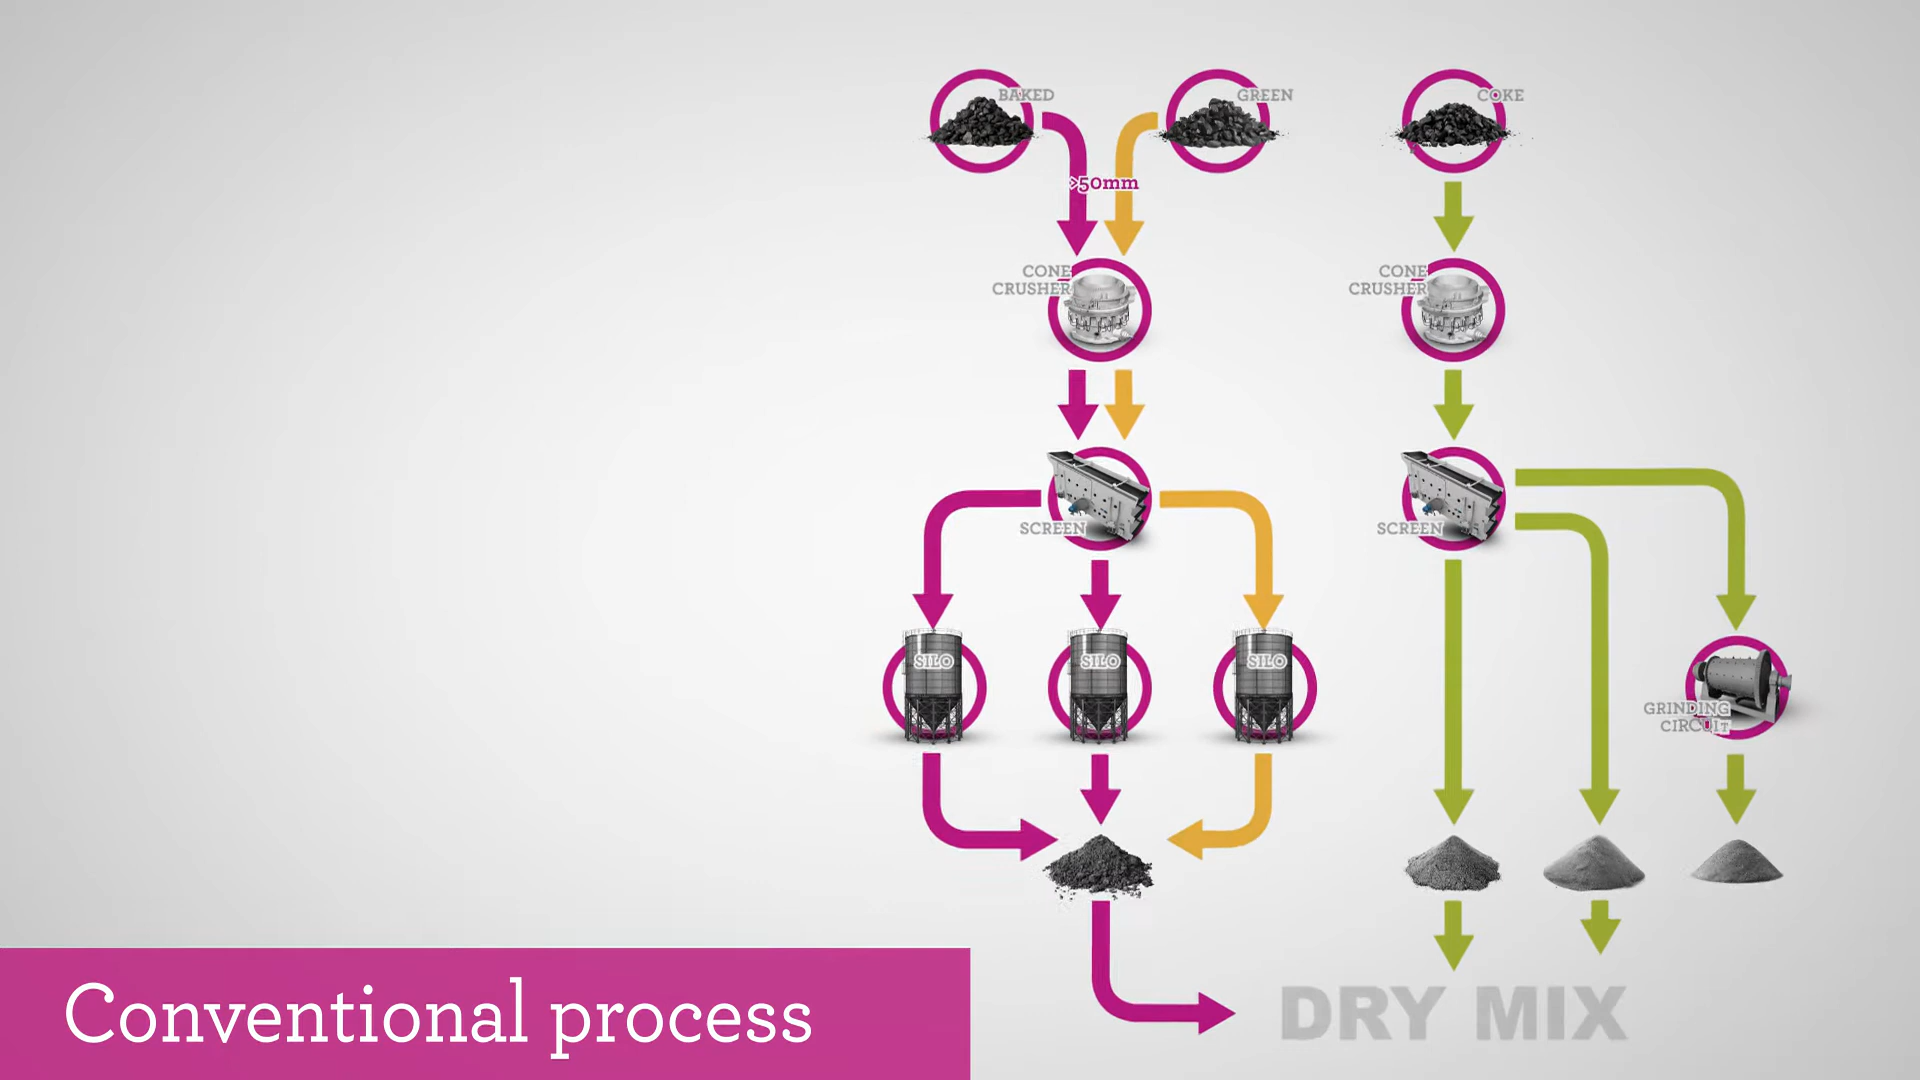 BAKED
GREEN
COKE
>50mm
CONE
CRUSHER
CONE
CRUSHER
SCREEN
SCREEN
SILO
SILO
SILO
GRINDING
CIRCUIT
DRY MIX
Conventional process